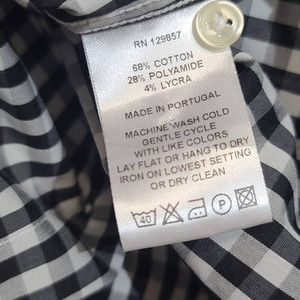 RN 129857
68% COTTON
28% POLYAMIDE
4% LYCRA
MADE IN PORTUGAL
MACHINE WASH COLD
GENTLE CYCLE
WITH LIKE COLORS
LAY FLAT OR HANG TO DRY
IRON ON LOWEST SETTING
OR DRY CLEAN
40 P